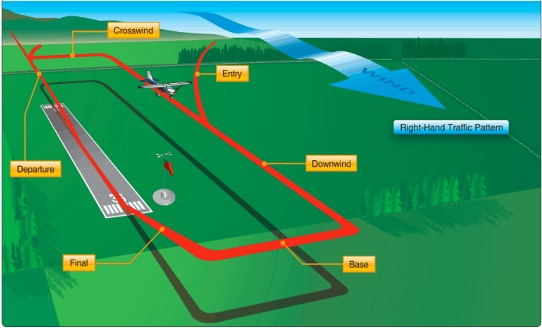 Crosswind
Entry
WIND
Right-Hand Traffic Pattern
Downwind
Departure
Final
Base